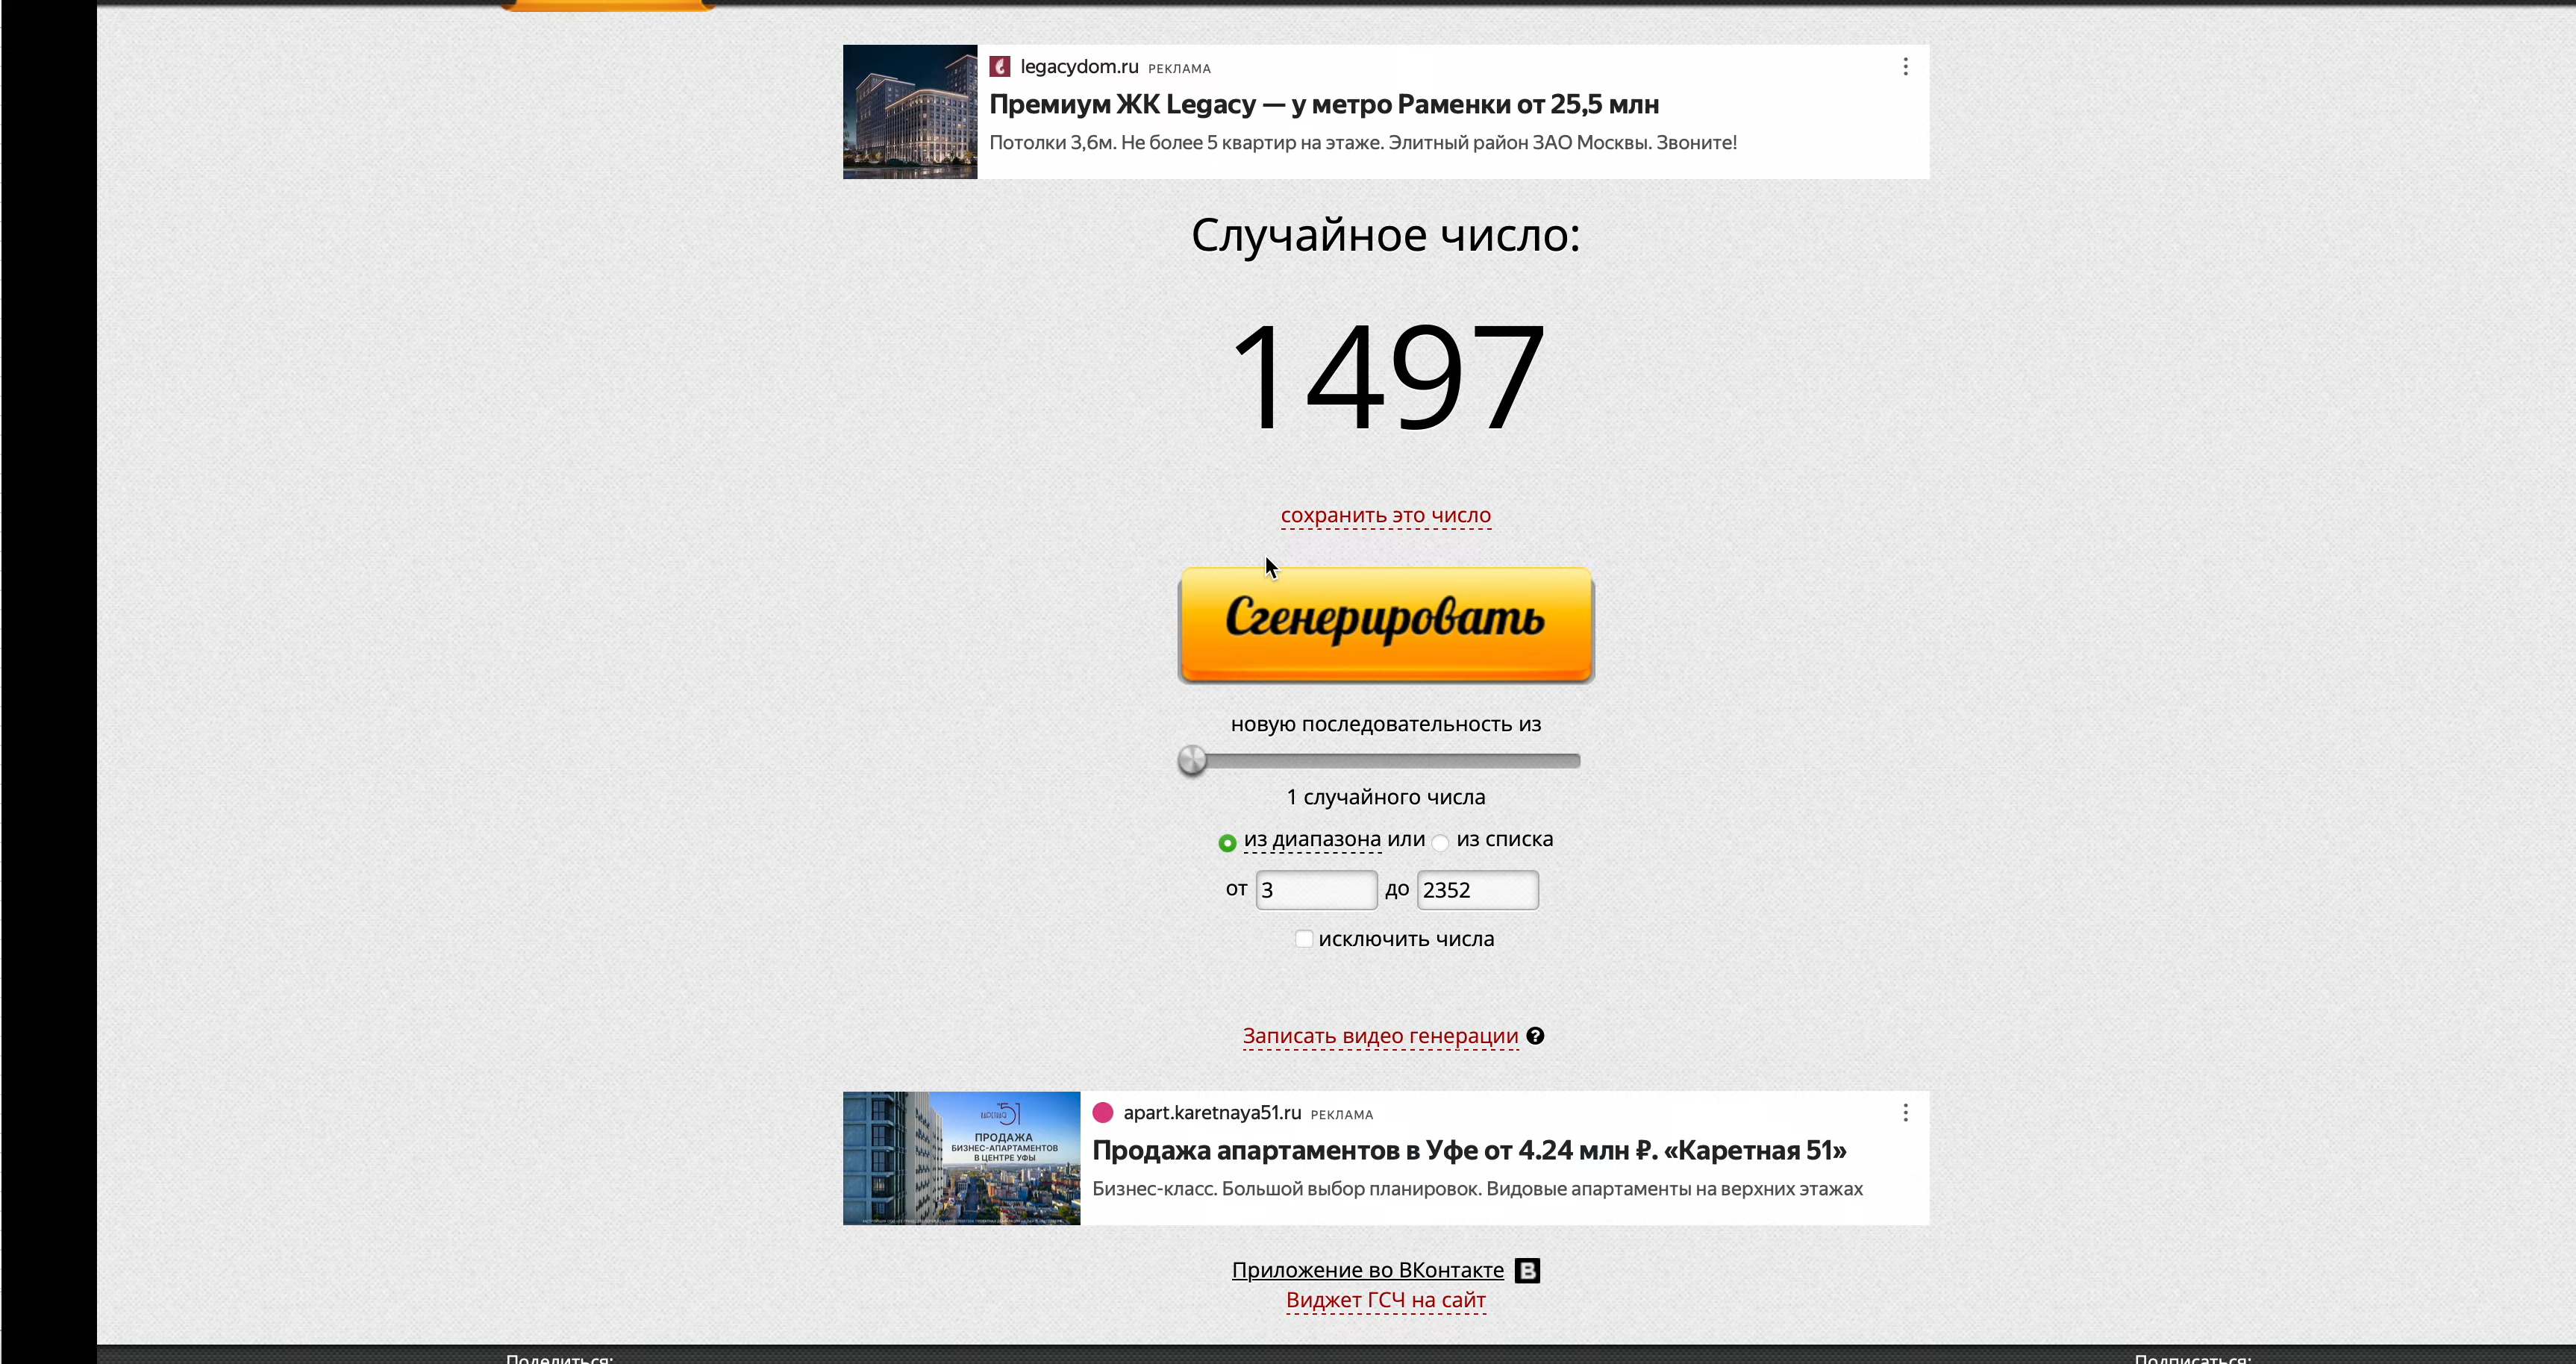 legacydom.ru РЕКЛАМА
Премиум ЖК Legacy — у метро Раменки от 25,5 млн
Потолки 3,6м. Не более 5 квартир на этаже. Элитный район ЗАО Москвы. Звоните!
Случайное число:
1497
сохранить это число
Сгенерировать
новую последовательность из
1 случайного числа
из диапазона или из списка
от 3 до 2352
исключить числа
Записать видео генерации ?
51
ПРОДАЖА
БИЗНЕС-АПАРТАМЕНТОВ
В ЦЕНТРЕ УФЫ
apart.karetnaya51.ru РЕКЛАМА
Продажа апартаментов в Уфе от 4.24 млн ₽. «Каретная 51»
Бизнес-класс. Большой выбор планировок. Видовые апартаменты на верхних этажах
Приложение во ВКонтакте В
Виджет ГСЧ на сайт
Поделиться: Подписаться: